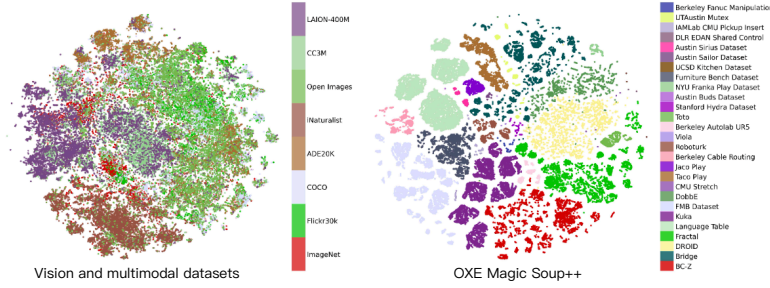 LAION-400M
CC3M
Open Images
iNaturalist
ADE20K
COCO
Flickr30k
ImageNet
Vision and multimodal datasets
Berkeley Fanuc Manipulation
UTAustin Mutex
IAMLab CMU Pickup Insert
DLR EDAN Shared Control
Austin Sirius Dataset
Austin Sailor Dataset
UCSD Kitchen Dataset
Furniture Bench Dataset
NYU Franka Play Dataset
Austin Buds Dataset
Stanford Hydra Dataset
Toto
Berkeley Autolab UR5
Viola
Roboturk
Berkeley Cable Routing
Jaco Play
Taco Play
CMU Stretch
DobbE
FMB Dataset
Kuka
Language Table
Fractal
DROID
Bridge
BC-Z
OXE Magic Soup++